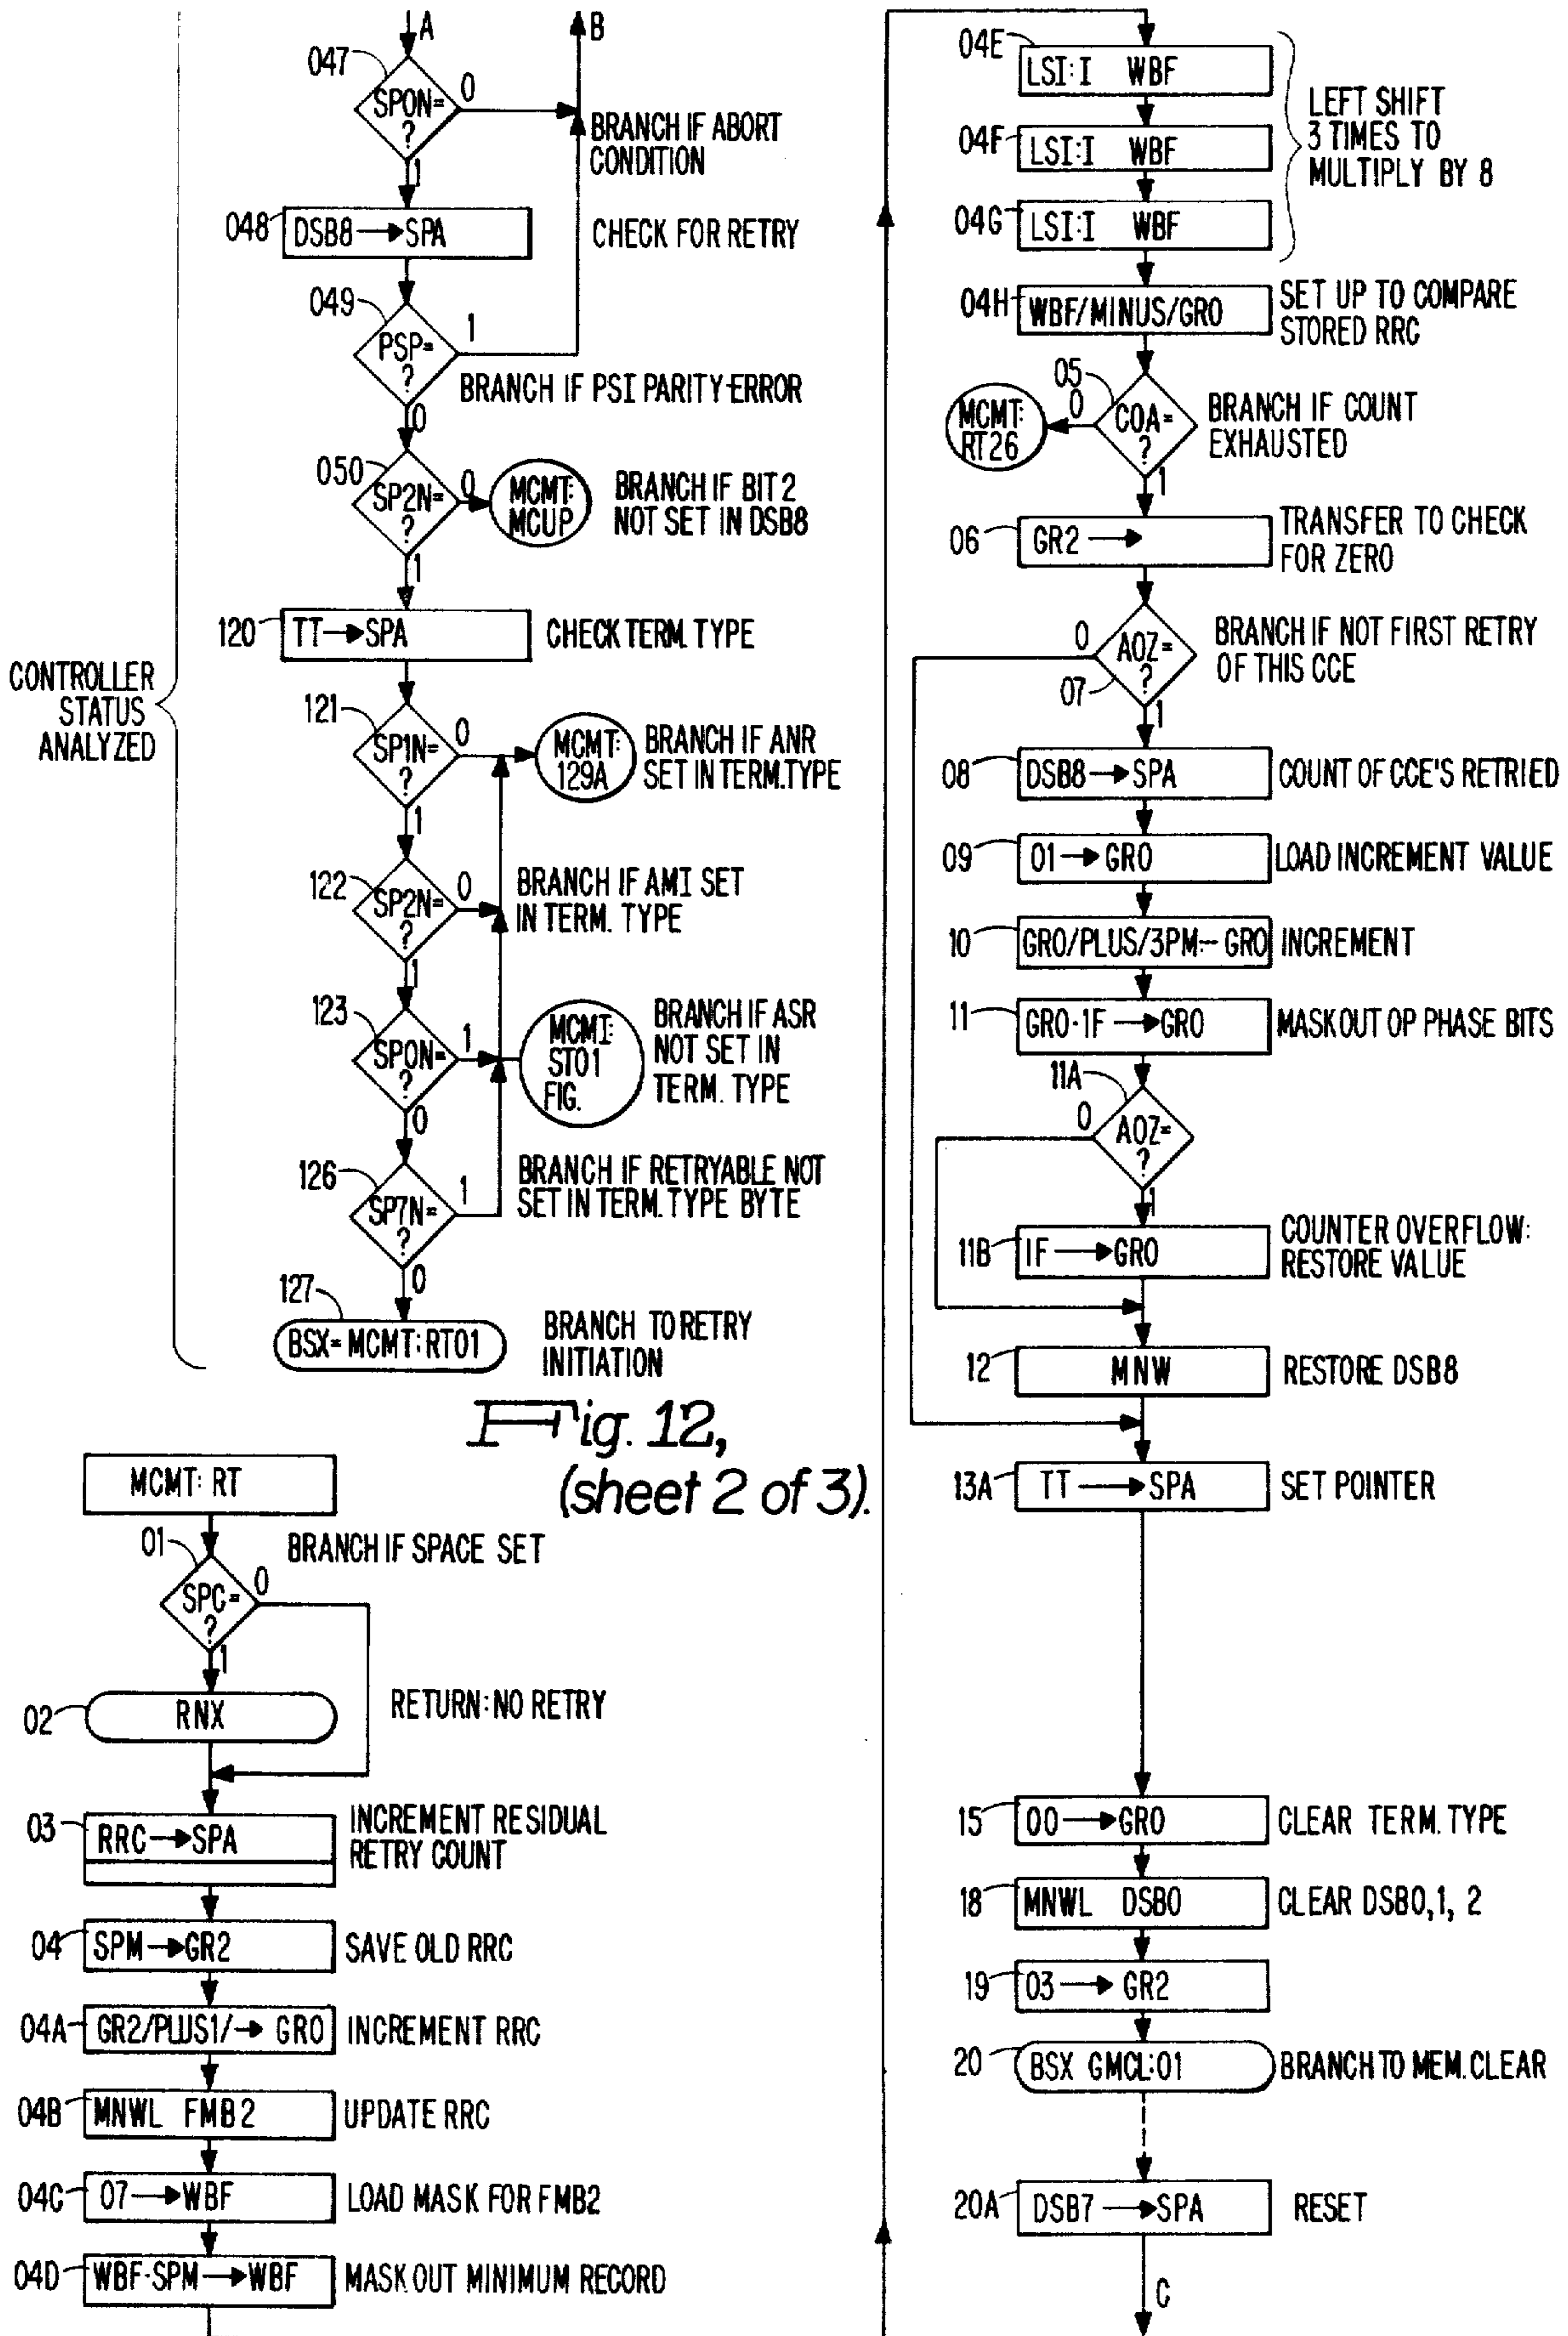 A
B
047
SPON=
?
0
1
BRANCH IF ABORT
CONDITION
048
DSB8→SPA
CHECK FOR RETRY
049
PSP=
?
1
0
BRANCH IF PSI PARITY-ERROR
050
SP2N=
?
0
1
MCMT:
MCUP
BRANCH IF BIT 2
NOT SET IN DSB8
120
TT→SPA
CHECK TERM. TYPE
CONTROLLER
STATUS
ANALYZED
121
SP1N=
?
0
1
MCMT:
129A
BRANCH IF ANR
SET IN TERM.TYPE
122
SP2N=
?
0
1
BRANCH IF AMI SET
IN TERM. TYPE
123
SPON=
?
1
0
MCMT:
ST01
FIG.
BRANCH IF ASR
NOT SET IN
TERM. TYPE
126
SP7N=
?
1
0
BRANCH IF RETRYABLE NOT
SET IN TERM.TYPE BYTE
127
BSX=MCMT:RT01
BRANCH TO RETRY
INITIATION
Fig. 12,
(sheet 2 of 3).
MCMT: RT
01
SPC=
?
0
1
BRANCH IF SPACE SET
02
RNX
RETURN:NO RETRY
03
RRC→SPA
INCREMENT RESIDUAL
RETRY COUNT
04
SPM→GR2
SAVE OLD RRC
04A
GR2/PLUS1/→ GRO
INCREMENT RRC
04B
MNWL FMB2
UPDATE RRC
04C
07→WBF
LOAD MASK FOR FMB2
04D
WBF·SPM→WBF
MASK OUT MINIMUM RECORD
04E
LSI:I WBF
04F
LSI:I WBF
04G
LSI:I WBF
LEFT SHIFT
3 TIMES TO
MULTIPLY BY 8
04H
WBF/MINUS/GRO
SET UP TO COMPARE
STORED RRC
05
COA=
?
0
1
MCMT:
RT26
BRANCH IF COUNT
EXHAUSTED
06
GR2→
TRANSFER TO CHECK
FOR ZERO
07
AOZ=
?
0
1
BRANCH IF NOT FIRST RETRY
OF THIS CCE
08
DSB8→SPA
COUNT OF CCE'S RETRIED
09
01→GRO
LOAD INCREMENT VALUE
10
GRO/PLUS/3PM-- GRO
INCREMENT
11
GRO·1F→GRO
MASK OUT OP PHASE BITS
11A
AOZ=
?
0
1
11B
IF→GRO
COUNTER OVERFLOW:
RESTORE VALUE
12
MNW
RESTORE DSB8
13A
TT→SPA
SET POINTER
15
00→GRO
CLEAR TERM. TYPE
18
MNWL DSB0
CLEAR DSB0, 1, 2
19
03→GR2
20
BSX GMCL:01
BRANCH TO MEM. CLEAR
20A
DSB7→SPA
RESET
C